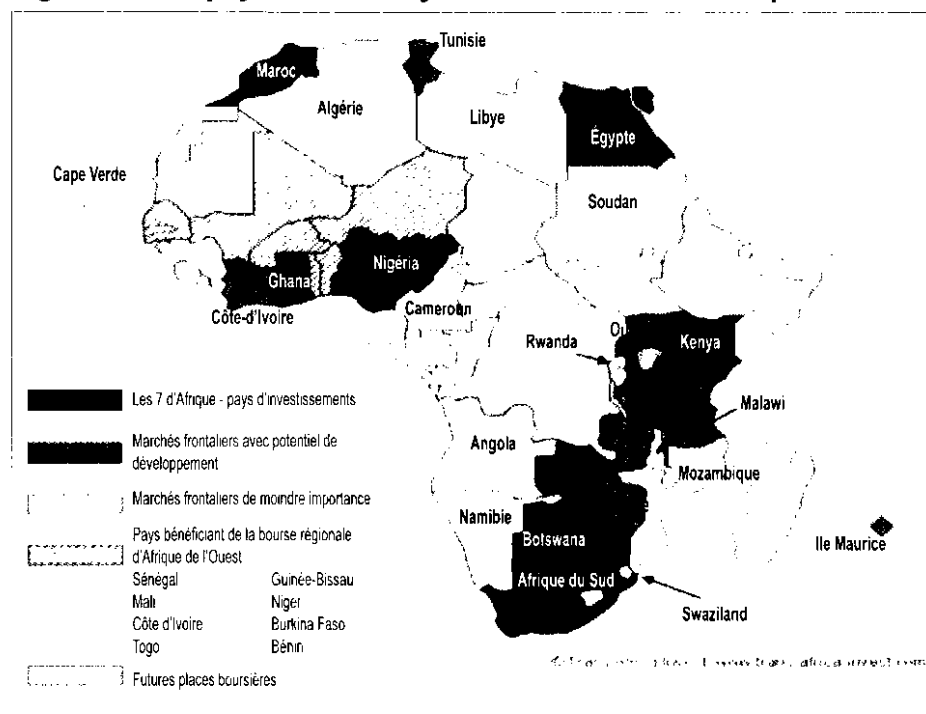 Tunisie
Maroc
Algérie
Libye
Égypte
Cape Verde
Soudan
Nigéria
Ghana
Côte-d'Ivoire
Cameroun
Ou
Rwanda
Kenya
Malawi
Angola
Mozambique
Namibie
Botswana
Ile Maurice
Afrique du Sud
Swaziland
Les 7 d'Afrique - pays d'investissements
Marchés frontaliers avec potentiel de
développement
Marchés frontaliers de moindre importance
Pays bénéficiant de la bourse régionale
d'Afrique de l'Ouest
Sénégal Guinée-Bissau
Mali Niger
Côte d'Ivoire Burkina Faso
Togo Bénin
Futures places boursières